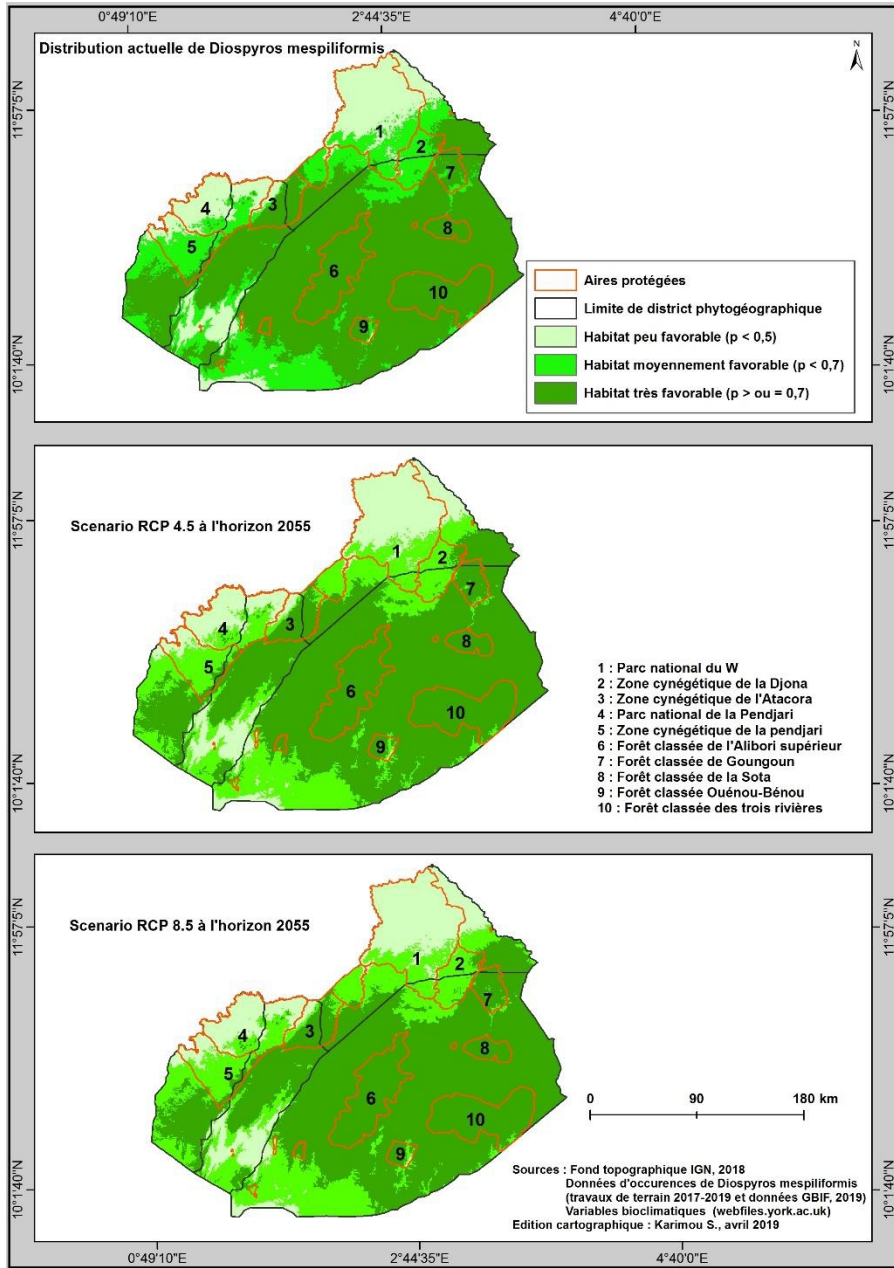 0°49'10"E 2°44'35"E 4°40'0"E
Distribution actuelle de Diospyros mespiliformis
N
11°57'5"N
11°57'5"N
10°1'40"N
10°1'40"N
1
2
3
4
5
6
7
8
9
10
Aires protégées
Limite de district phytogéographique
Habitat peu favorable (p < 0,5)
Habitat moyennement favorable (p < 0,7)
Habitat très favorable (p > ou = 0,7)
Scenario RCP 4.5 à l'horizon 2055
11°57'5"N
11°57'5"N
10°1'40"N
10°1'40"N
1
2
3
4
5
6
7
8
9
10
1 : Parc national du W
2 : Zone cynégétique de la Djona
3 : Zone cynégétique de l'Atacora
4 : Parc national de la Pendjari
5 : Zone cynégétique de la pendjari
6 : Forêt classée de l'Alibori supérieur
7 : Forêt classée de Goungoun
8 : Forêt classée de la Sota
9 : Forêt classée Ouénou-Bénou
10 : Forêt classée des trois rivières
Scenario RCP 8.5 à l'horizon 2055
11°57'5"N
11°57'5"N
10°1'40"N
10°1'40"N
1
2
3
4
5
6
7
8
9
10
0 90 180 km
Sources : Fond topographique IGN, 2018
Données d'occurences de Diospyros mespiliformis
(travaux de terrain 2017-2019 et données GBIF, 2019)
Variables bioclimatiques (webfiles.york.ac.uk)
Edition cartographique : Karimou S., avril 2019
0°49'10"E 2°44'35"E 4°40'0"E